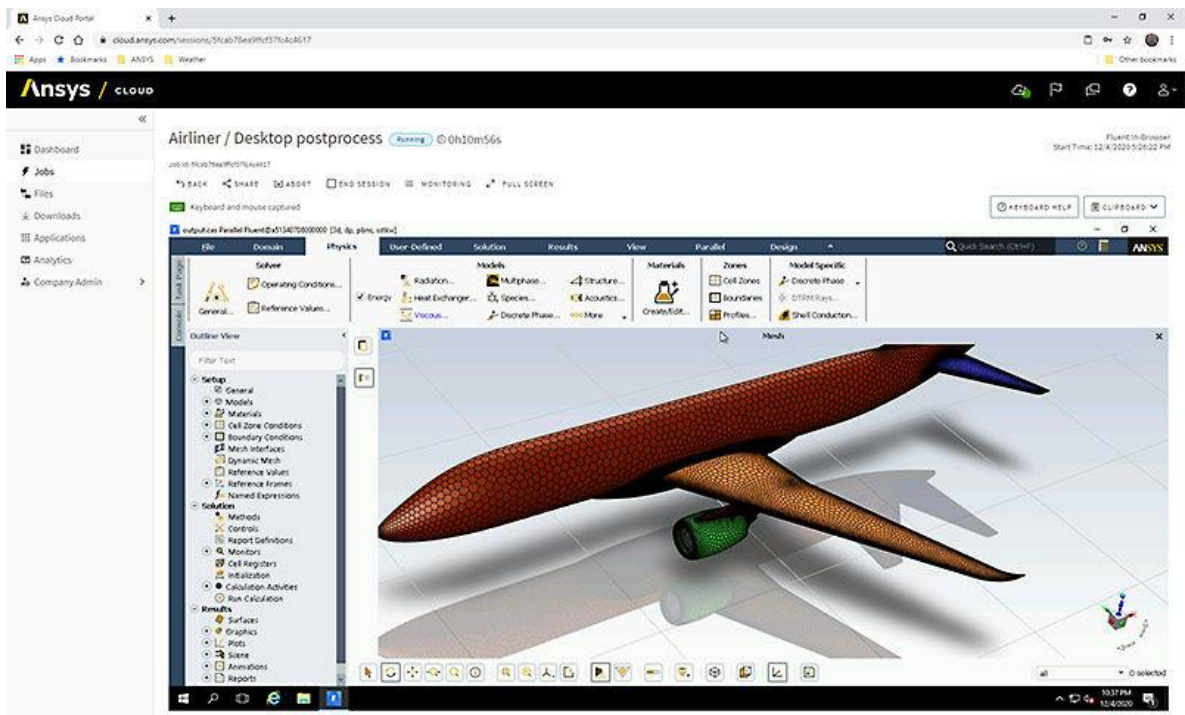 Ansys Cloud Portal
cloud.ansys.com/sessions/5fcab76ea9ffcf37fc4c4617
Apps Bookmarks ANSYS Weather Other bookmarks
Ansys / CLOUD
Airliner / Desktop postprocess Running 0h10m56s
Fluent In-Browser
Start Time: 12/4/2020 5:26:22 PM
Dashboard
Jobs
Files
Downloads
Applications
Analytics
Company Admin
BACK SHARE ABORT END SESSION MONITORING FULL SCREEN
Keyboard and mouse captured
KEYBOARD HELP CLIPBOARD
File Domain Physics User-Defined Solution Results View Parallel Design Quick Search (Ctrl+F) ANSYS
Task Page
Console
Solver
General...
Operating Conditions...
Reference Values...
Models
Energy
Radiation...
Heat Exchanger...
Viscous...
Multiphase...
Species...
Discrete Phase...
Structure...
Acoustics...
More
Materials
Create/Edit...
Zones
Cell Zones
Boundaries
Profiles...
Model Specific
Discrete Phase
DTRM Rays...
Shell Conduction...
Outline View
Filter Text
Mesh
Setup
General
Models
Materials
Cell Zone Conditions
Boundary Conditions
Mesh Interfaces
Dynamic Mesh
Reference Values
Reference Frames
Named Expressions
Solution
Methods
Controls
Report Definitions
Monitors
Cell Registers
Initialization
Calculation Activities
Run Calculation
Results
Surfaces
Graphics
Plots
Scene
Animations
Reports
all
0 selected
10:37 PM
12/4/2020